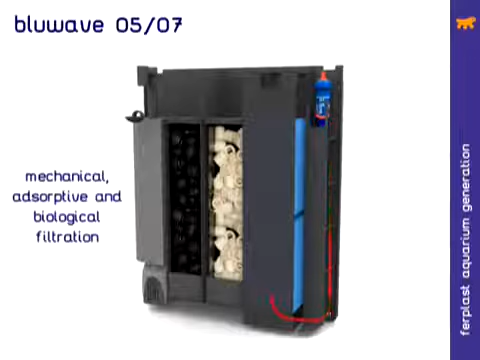 bluwave 05/07
mechanical,
adsorptive and
biological
filtration
ferplast aquarium generation